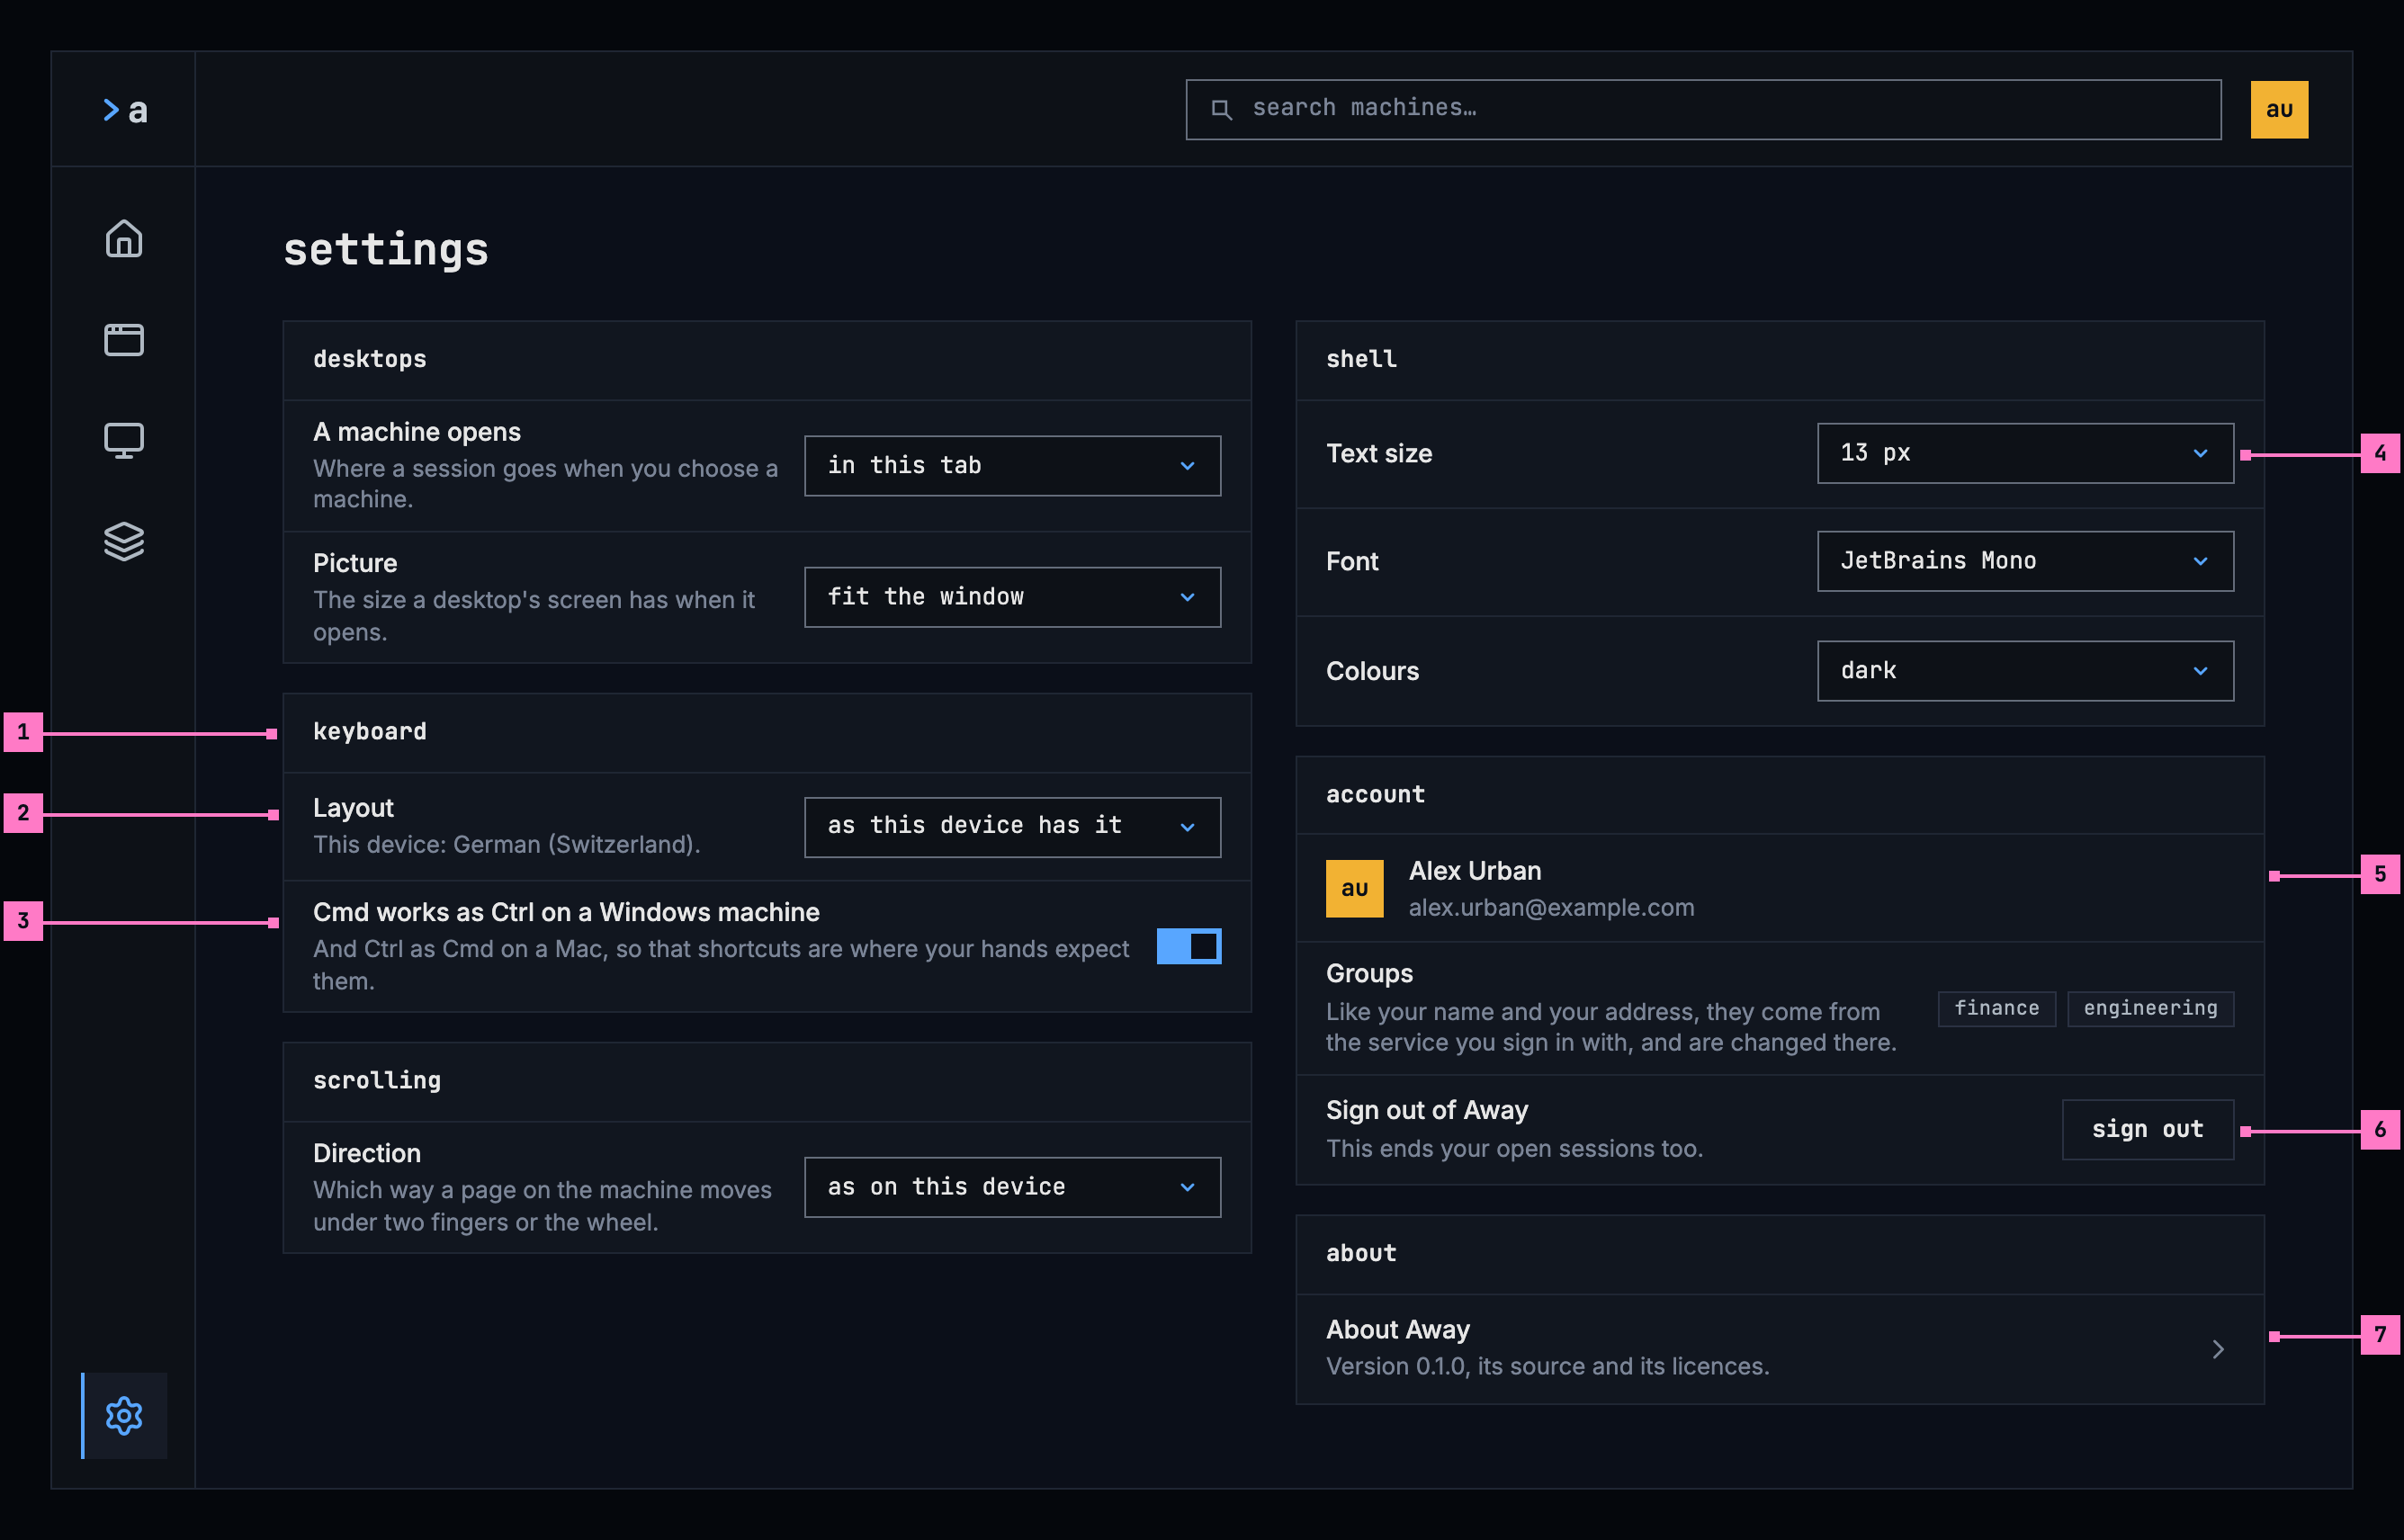 >a
search machines…
au
settings
desktops
A machine opens
Where a session goes when you choose a
machine.
in this tab
Picture
The size a desktop's screen has when it
opens.
fit the window
1
keyboard
2
Layout
This device: German (Switzerland).
as this device has it
3
Cmd works as Ctrl on a Windows machine
And Ctrl as Cmd on a Mac, so that shortcuts are where your hands expect
them.
scrolling
Direction
Which way a page on the machine moves
under two fingers or the wheel.
as on this device
shell
Text size
13 px
4
Font
JetBrains Mono
Colours
dark
account
au
Alex Urban
alex.urban@example.com
5
Groups
Like your name and your address, they come from
the service you sign in with, and are changed there.
finance
engineering
Sign out of Away
This ends your open sessions too.
sign out
6
about
About Away
Version 0.1.0, its source and its licences.
7